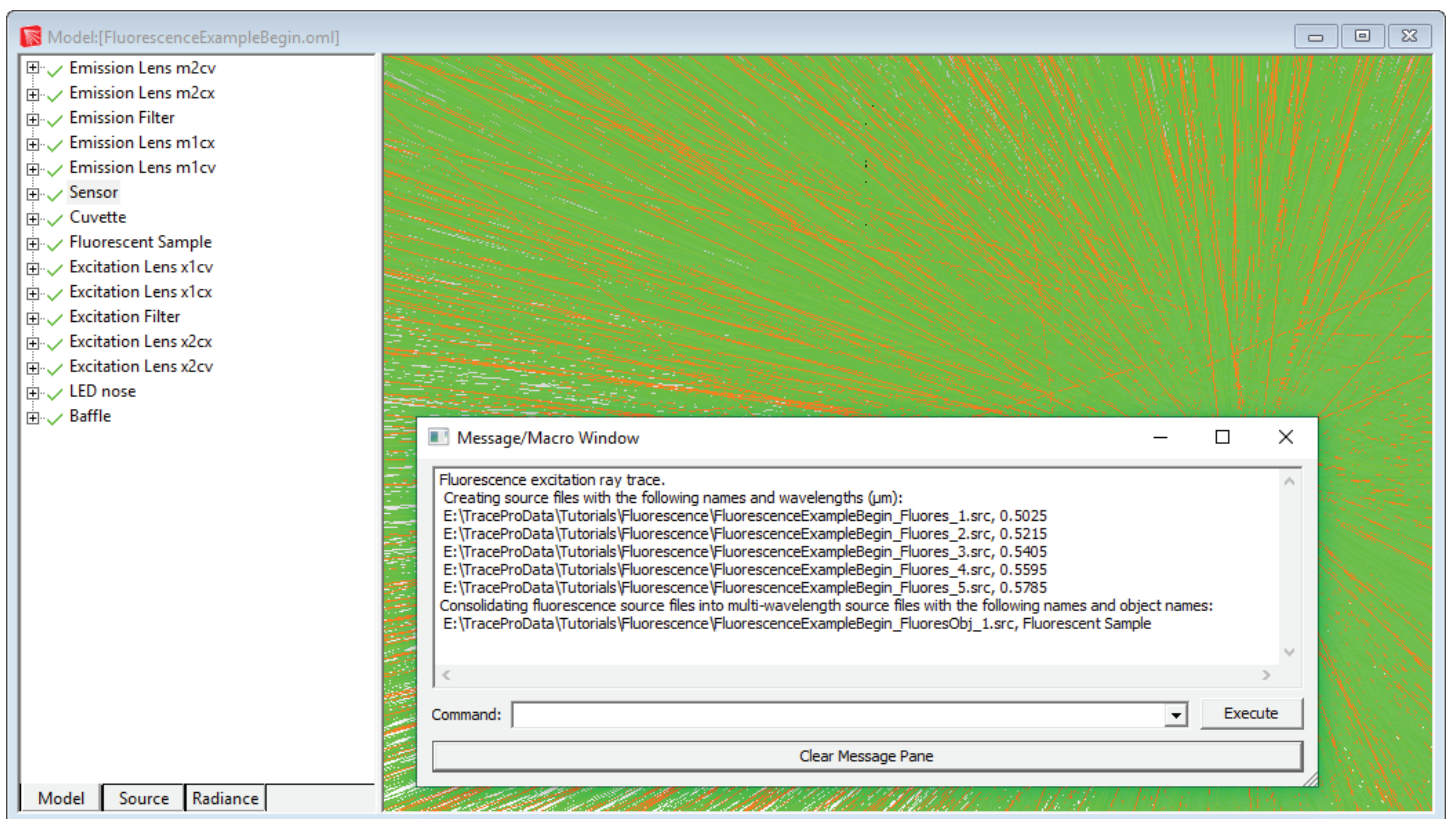 Model:[FluorescenceExampleBegin.oml]
Emission Lens m2cv
Emission Lens m2cx
Emission Filter
Emission Lens m1cx
Emission Lens m1cv
Sensor
Cuvette
Fluorescent Sample
Excitation Lens x1cv
Excitation Lens x1cx
Excitation Filter
Excitation Lens x2cx
Excitation Lens x2cv
LED nose
Baffle
Message/Macro Window
Fluorescence excitation ray trace.
Creating source files with the following names and wavelengths (µm):
E:\TraceProData\Tutorials\Fluorescence\FluorescenceExampleBegin_Fluores_1.src, 0.5025
E:\TraceProData\Tutorials\Fluorescence\FluorescenceExampleBegin_Fluores_2.src, 0.5215
E:\TraceProData\Tutorials\Fluorescence\FluorescenceExampleBegin_Fluores_3.src, 0.5405
E:\TraceProData\Tutorials\Fluorescence\FluorescenceExampleBegin_Fluores_4.src, 0.5595
E:\TraceProData\Tutorials\Fluorescence\FluorescenceExampleBegin_Fluores_5.src, 0.5785
Consolidating fluorescence source files into multi-wavelength source files with the following names and object names:
E:\TraceProData\Tutorials\Fluorescence\FluorescenceExampleBegin_FluoresObj_1.src, Fluorescent Sample
Command:
Execute
Clear Message Pane
Model Source Radiance